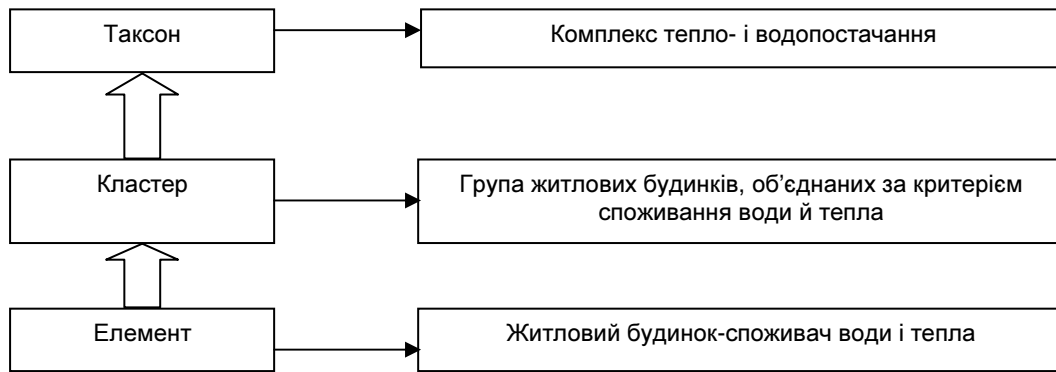 Таксон
Комплекс тепло- і водопостачання
Кластер
Група житлових будинків, об’єднаних за критерієм
споживання води й тепла
Елемент
Житловий будинок-споживач води і тепла